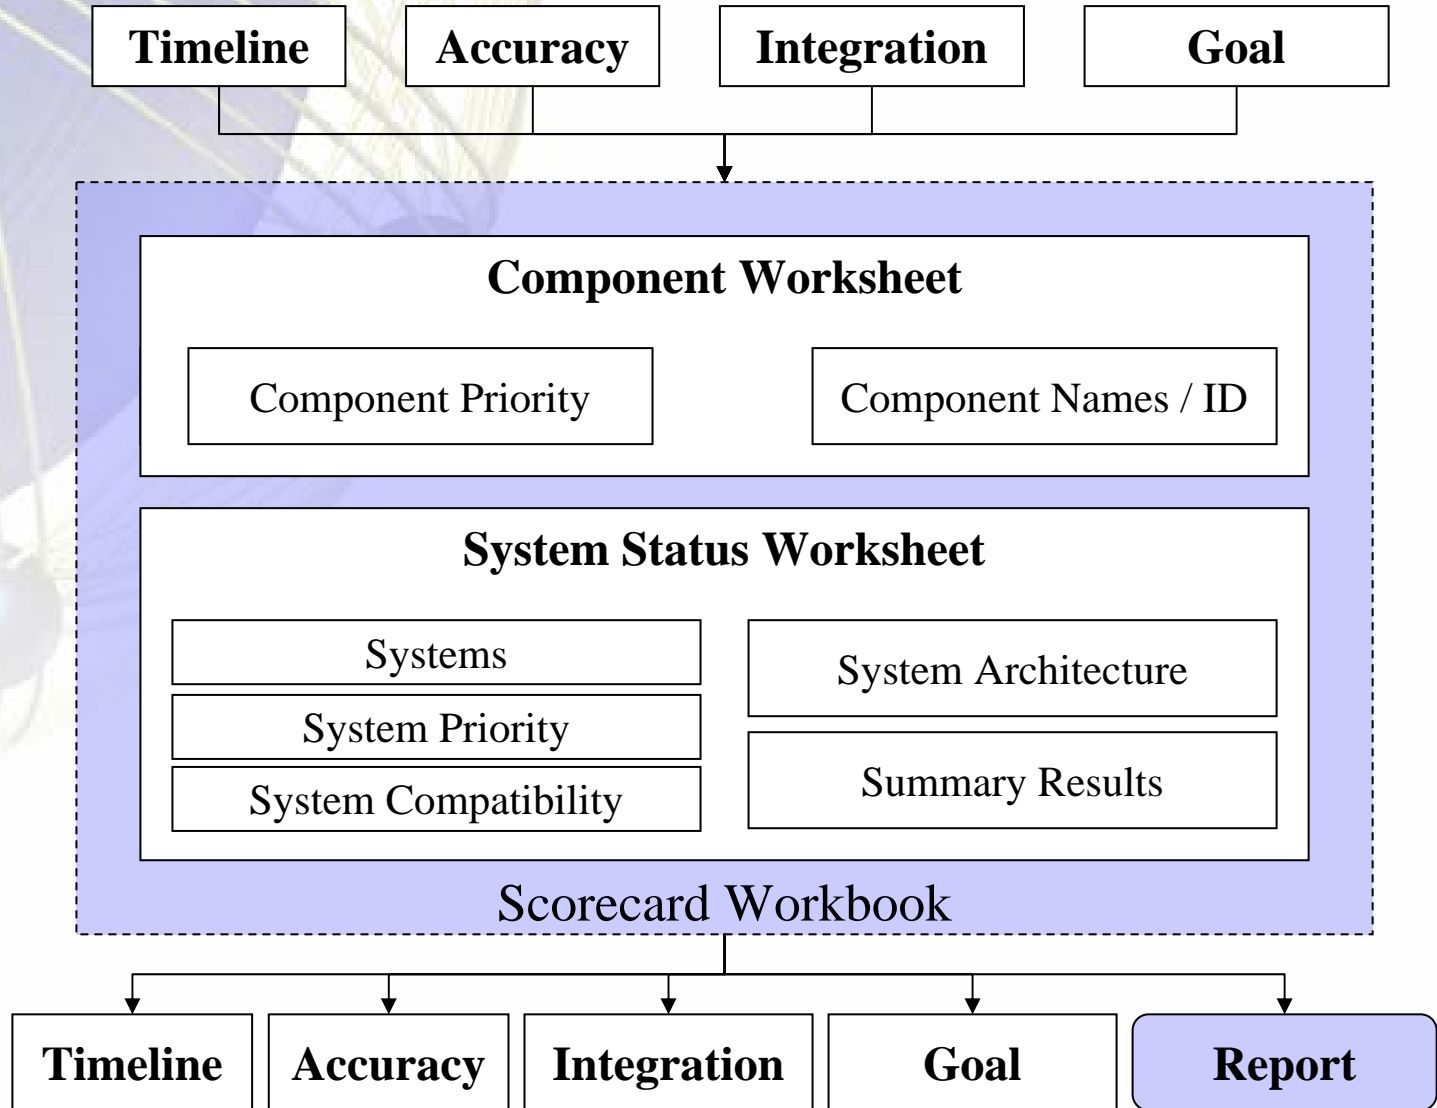 Timeline
Accuracy
Integration
Goal
Component Worksheet
Component Priority
Component Names / ID
System Status Worksheet
Systems
System Priority
System Compatibility
System Architecture
Summary Results
Scorecard Workbook
Timeline
Accuracy
Integration
Goal
Report